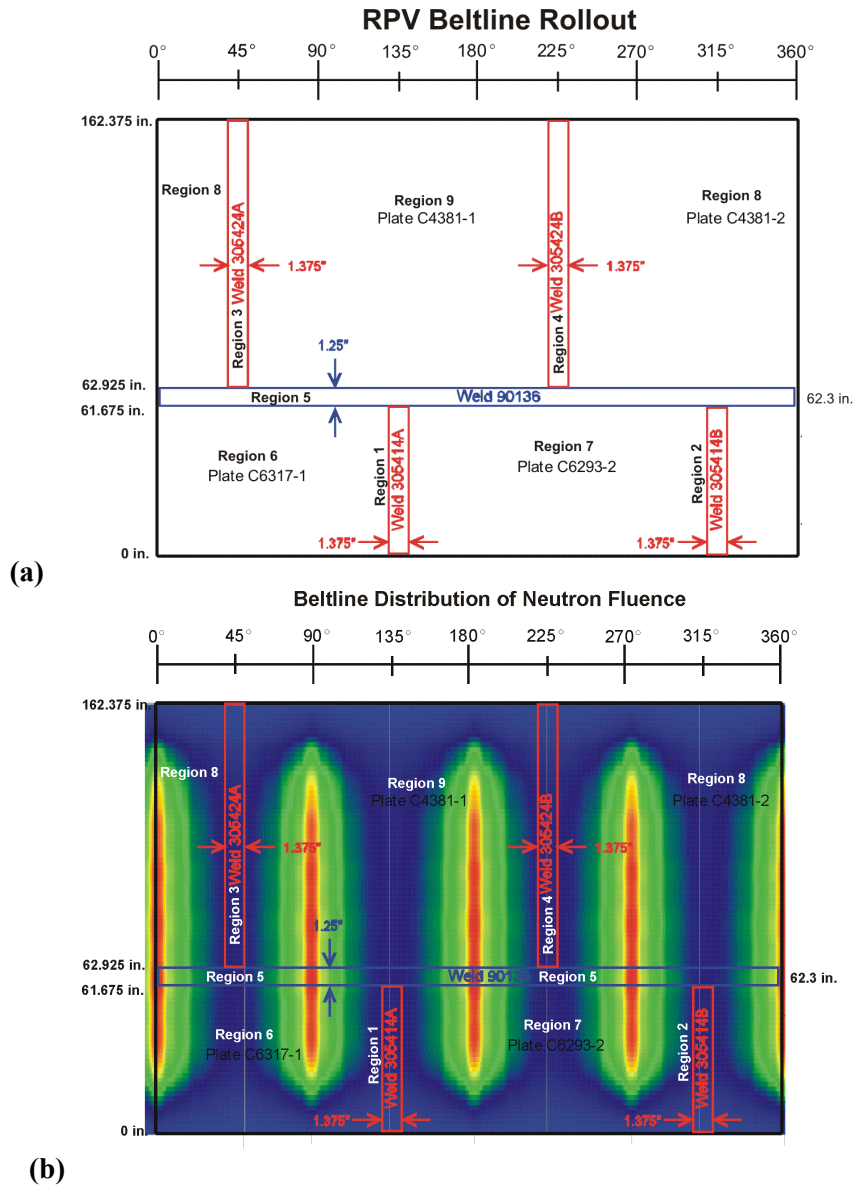 RPV Beltline Rollout
0° 45° 90° 135° 180° 225° 270° 315° 360°
162.375 in.
Region 8
Region 9
Plate C4381-1
Region 8
Plate C4381-2
Region 3 Weld 305424A
Region 4 Weld 305424B
1.375"
1.375"
1.25"
62.925 in.
Region 5
Weld 90136
62.3 in.
61.675 in.
Region 6
Plate C6317-1
Region 1
Weld 305414A
Region 7
Plate C6293-2
Region 2
Weld 305414B
1.375"
1.375"
0 in.
(a)
Beltline Distribution of Neutron Fluence
0° 45° 90° 135° 180° 225° 270° 315° 360°
162.375 in.
Region 8
Region 9
Plate C4381-1
Region 8
Plate C4381-2
Region 3 Weld 305424A
Region 4 Weld 305424B
1.375"
1.375"
1.25"
62.925 in.
Region 5
Weld 90136
Region 5
62.3 in.
61.675 in.
Region 6
Plate C6317-1
Region 1
Weld 305414A
Region 7
Plate C6293-2
Region 2
Weld 305414B
1.375"
1.375"
0 in.
(b)